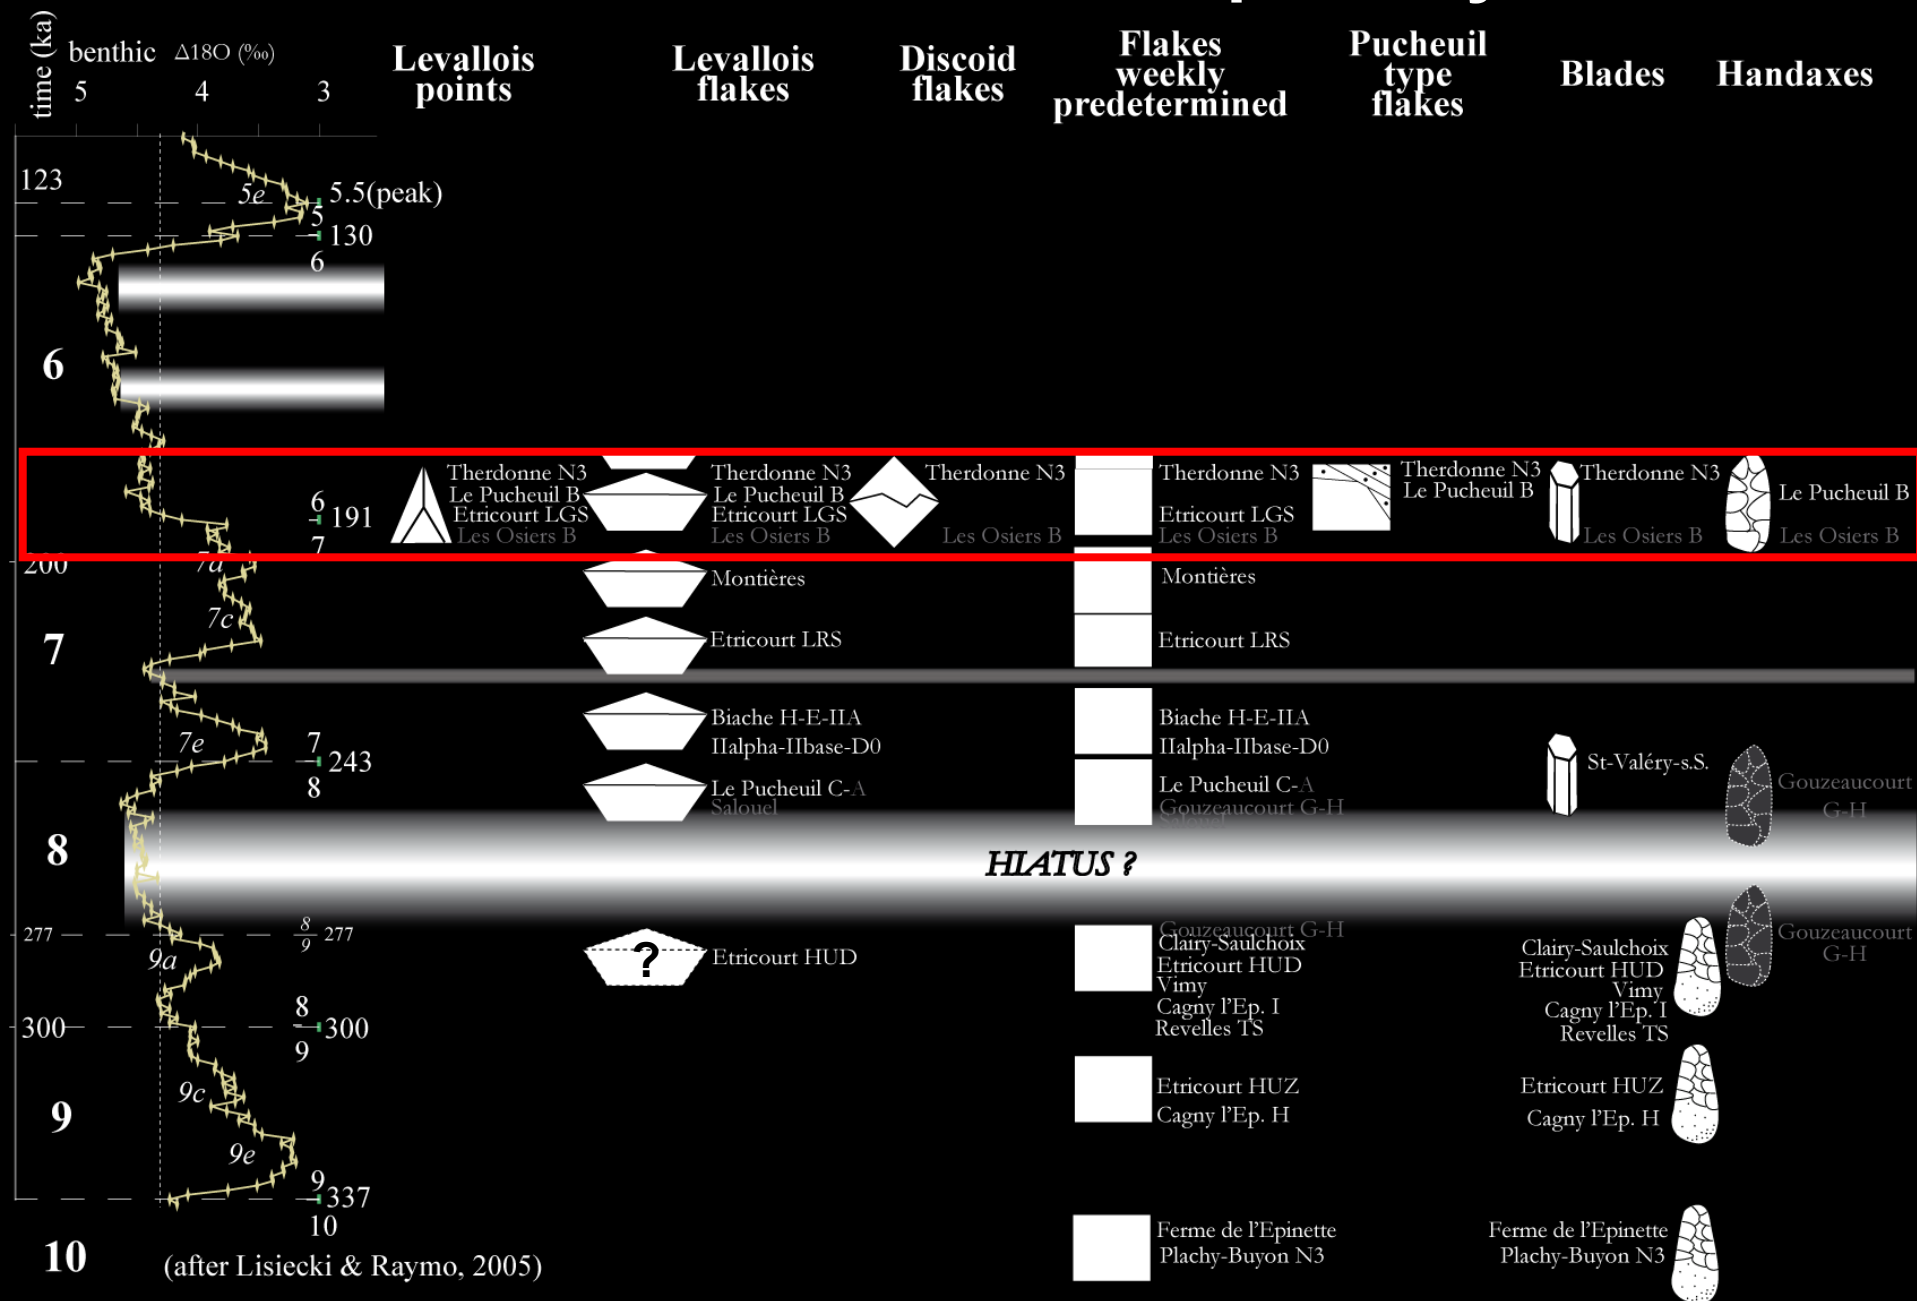 time (ka)
benthic Δ18O (‰)
5 4 3
Levallois
points
Levallois
flakes
Discoid
flakes
Flakes
weekly
predetermined
Pucheuil
type
flakes
Blades
Handaxes
123
5e
5.5(peak)
5
130
6
6
Therdonne N3
Le Pucheuil B
Etricourt LGS
Les Osiers B
Therdonne N3
Le Pucheuil B
Etricourt LGS
Les Osiers B
Therdonne N3
Les Osiers B
Therdonne N3
Etricourt LGS
Les Osiers B
Therdonne N3
Le Pucheuil B
Therdonne N3
Les Osiers B
Le Pucheuil B
Les Osiers B
6
191
7
200
7a
Montières
Montières
7c
7
Etricourt LRS
Etricourt LRS
7e
7
243
8
Biache H-E-IIA
IIalpha-IIbase-D0
Biache H-E-IIA
IIalpha-IIbase-D0
St-Valéry-s.S.
Le Pucheuil C-A
Salouel
Le Pucheuil C-A
Gouzeaucourt G-H
Salouel
Gouzeaucourt
G-H
8
HIATUS ?
277
8
9
277
9a
?
Etricourt HUD
Gouzeaucourt G-H
Clairy-Saulchoix
Etricourt HUD
Vimy
Cagny l'Ep. I
Revelles TS
Clairy-Saulchoix
Etricourt HUD
Vimy
Cagny l'Ep. I
Revelles TS
Gouzeaucourt
G-H
300
8
300
9
9c
9
Etricourt HUZ
Cagny l'Ep. H
Etricourt HUZ
Cagny l'Ep. H
9e
9
337
10
10
Ferme de l'Epinette
Plachy-Buyon N3
Ferme de l'Epinette
Plachy-Buyon N3
(after Lisiecki & Raymo, 2005)